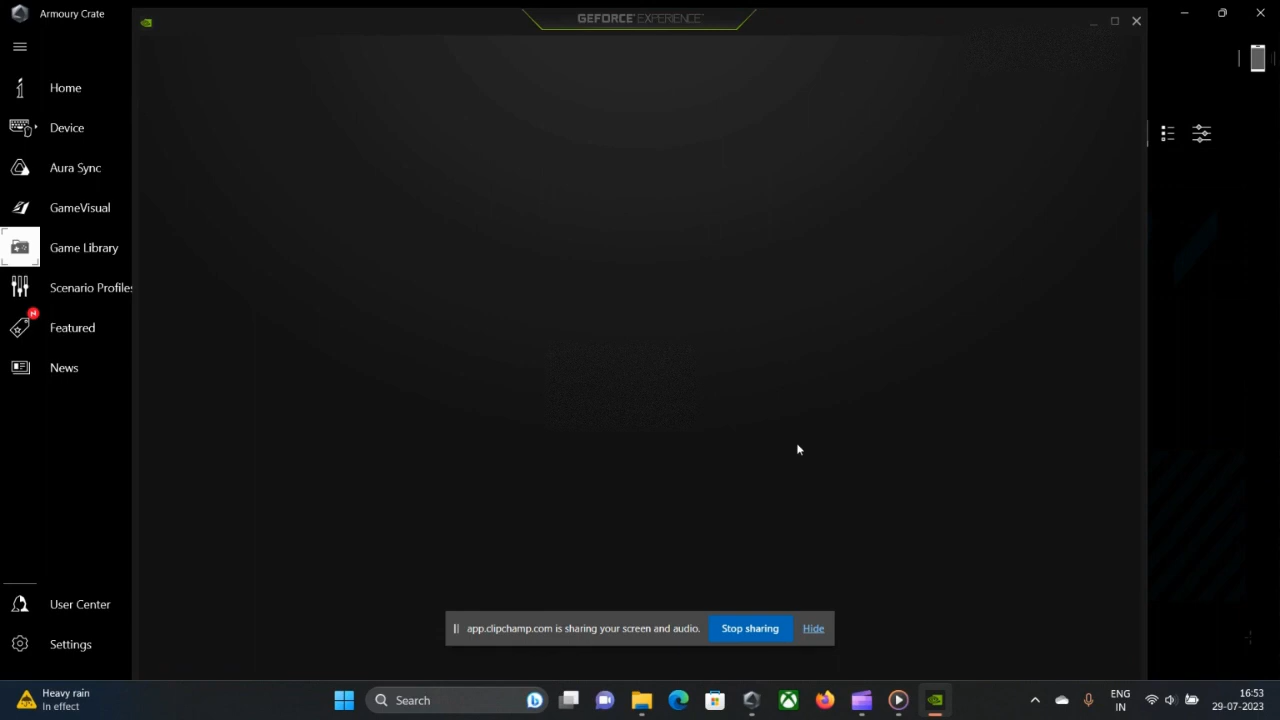 Armoury Crate
GEFORCE EXPERIENCE
Home
Device
Aura Sync
GameVisual
Game Library
Scenario Profiles
N
Featured
News
User Center
Settings
app.clipchamp.com is sharing your screen and audio.
Stop sharing
Hide
Heavy rain
In effect
Search
ENG
IN
16:53
29-07-2023